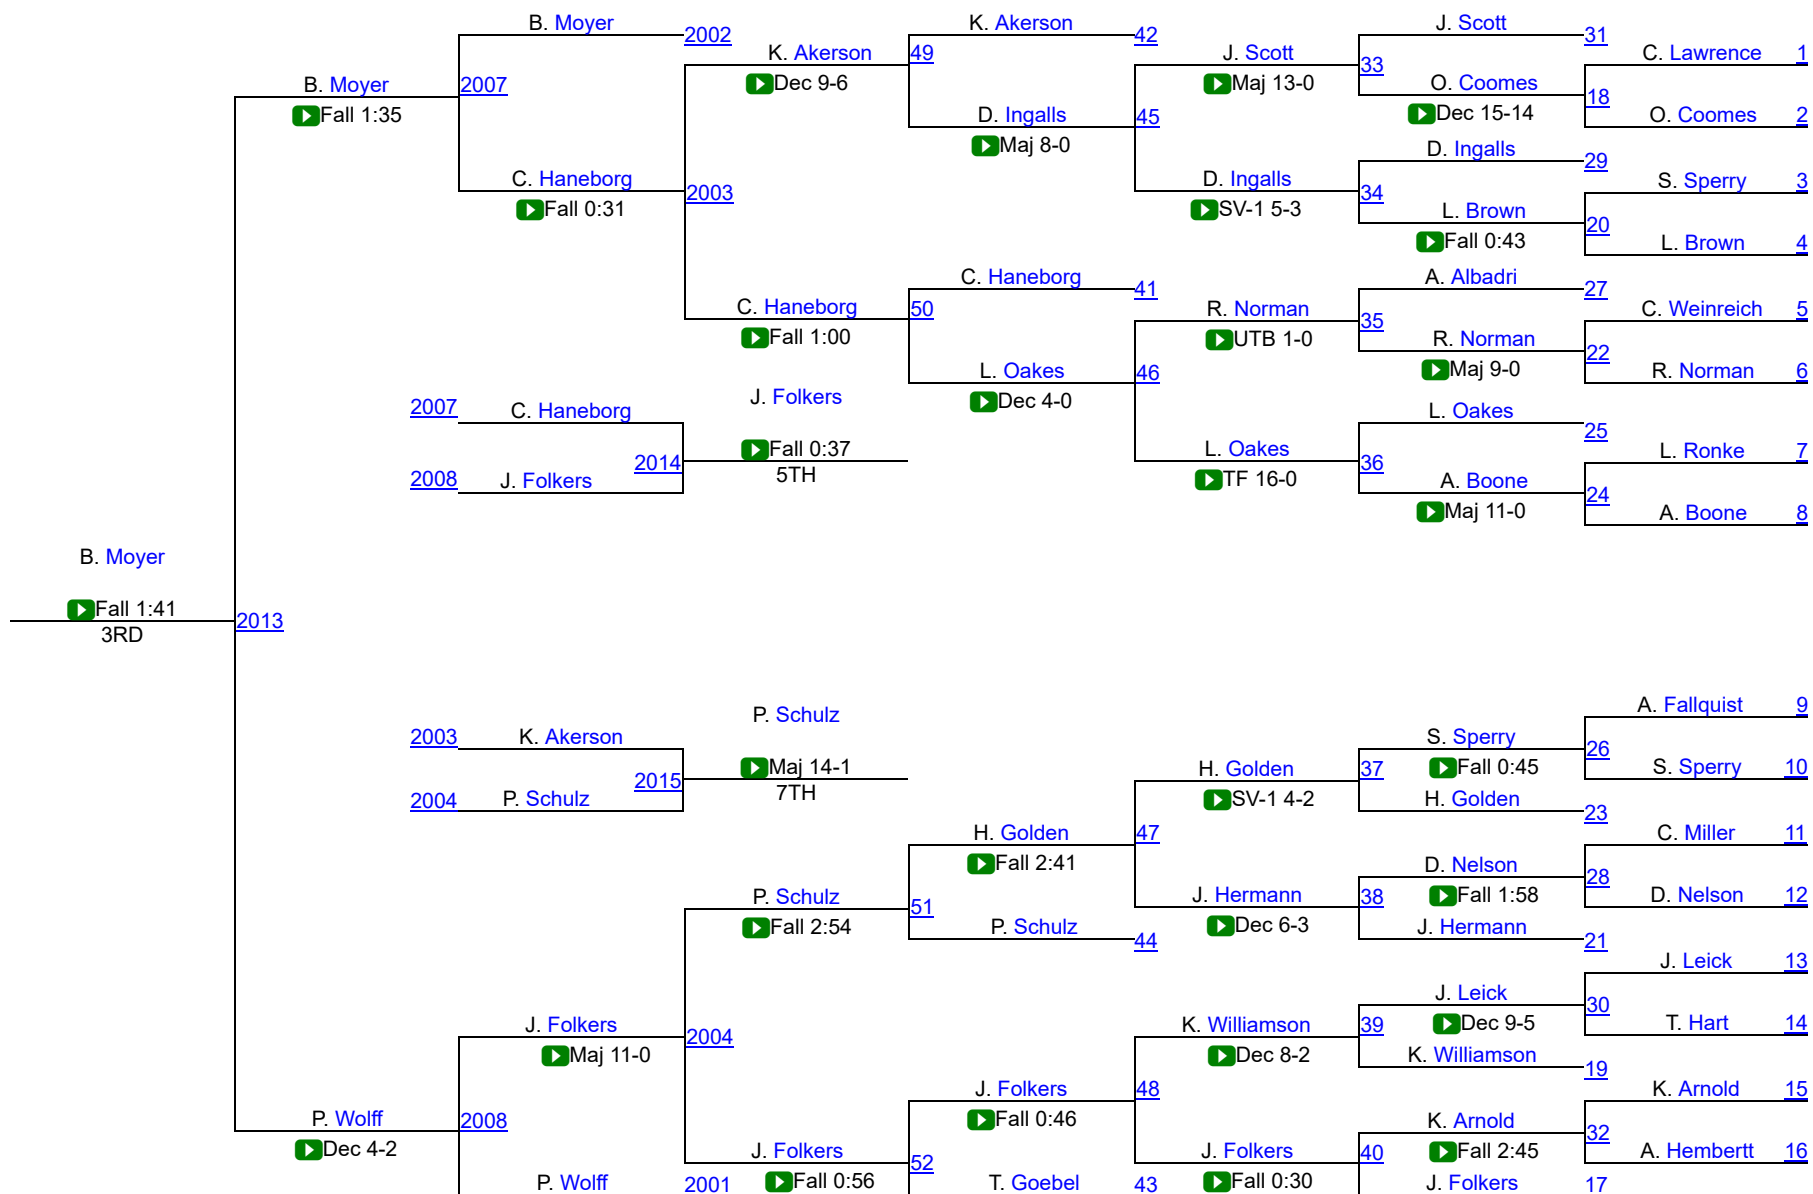 B. Moyer
K. Akerson
J. Scott
2002
42
31
K. Akerson
49
J. Scott
C. Lawrence
1
33
B. Moyer
2007
Dec 9-6
Maj 13-0
O. Coomes
18
Fall 1:35
D. Ingalls
45
Dec 15-14
O. Coomes
2
Maj 8-0
D. Ingalls
29
C. Haneborg
2003
D. Ingalls
S. Sperry
3
34
Fall 0:31
SV-1 5-3
L. Brown
20
Fall 0:43
L. Brown
4
C. Haneborg
41
A. Albadri
27
C. Haneborg
50
R. Norman
35
C. Weinreich
5
Fall 1:00
UTB 1-0
R. Norman
22
L. Oakes
46
Maj 9-0
R. Norman
6
J. Folkers
Dec 4-0
2007
C. Haneborg
L. Oakes
25
Fall 0:37
L. Oakes
L. Ronke
7
2014
5TH
36
2008
J. Folkers
TF 16-0
A. Boone
24
Maj 11-0
A. Boone
8
B. Moyer
Fall 1:41
2013
3RD
A. Fallquist
9
P. Schulz
2003
K. Akerson
S. Sperry
26
Maj 14-1
H. Golden
37
Fall 0:45
S. Sperry
10
2015
7TH
2004
P. Schulz
SV-1 4-2
H. Golden
23
H. Golden
47
C. Miller
11
Fall 2:41
D. Nelson
28
P. Schulz
51
J. Hermann
38
Fall 1:58
D. Nelson
12
Fall 2:54
P. Schulz
44
Dec 6-3
J. Hermann
21
J. Leick
13
J. Leick
30
J. Folkers
2004
K. Williamson
39
Dec 9-5
T. Hart
14
Maj 11-0
Dec 8-2
K. Williamson
19
J. Folkers
48
K. Arnold
15
P. Wolff
2008
Fall 0:46
K. Arnold
32
Dec 4-2
J. Folkers
52
J. Folkers
40
Fall 2:45
A. Hembertt
16
P. Wolff
2001
Fall 0:56
T. Goebel
43
Fall 0:30
J. Folkers
17